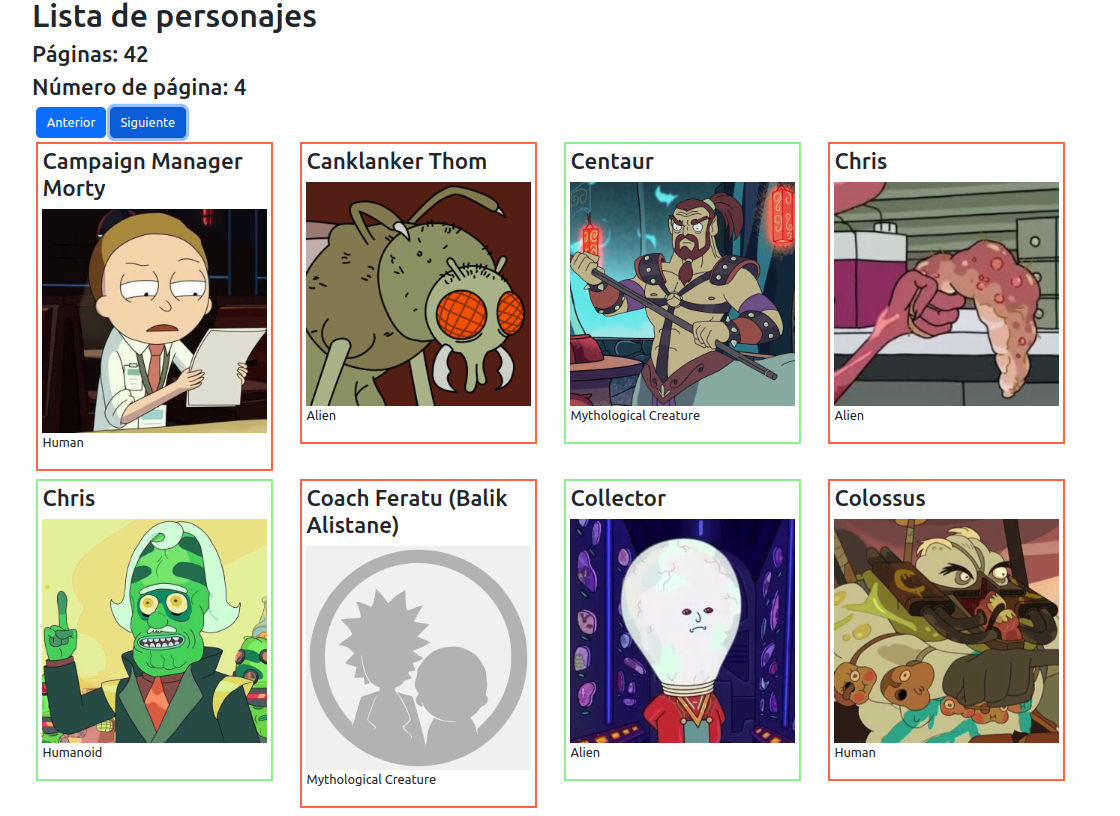 Lista de personajes
Páginas: 42
Número de página: 4
Anterior
Siguiente
Campaign Manager
Morty
Human
Canklanker Thom
Alien
Centaur
Mythological Creature
Chris
Alien
Chris
Humanoid
Coach Feratu (Balik
Alistane)
Mythological Creature
Collector
Alien
Colossus
Human